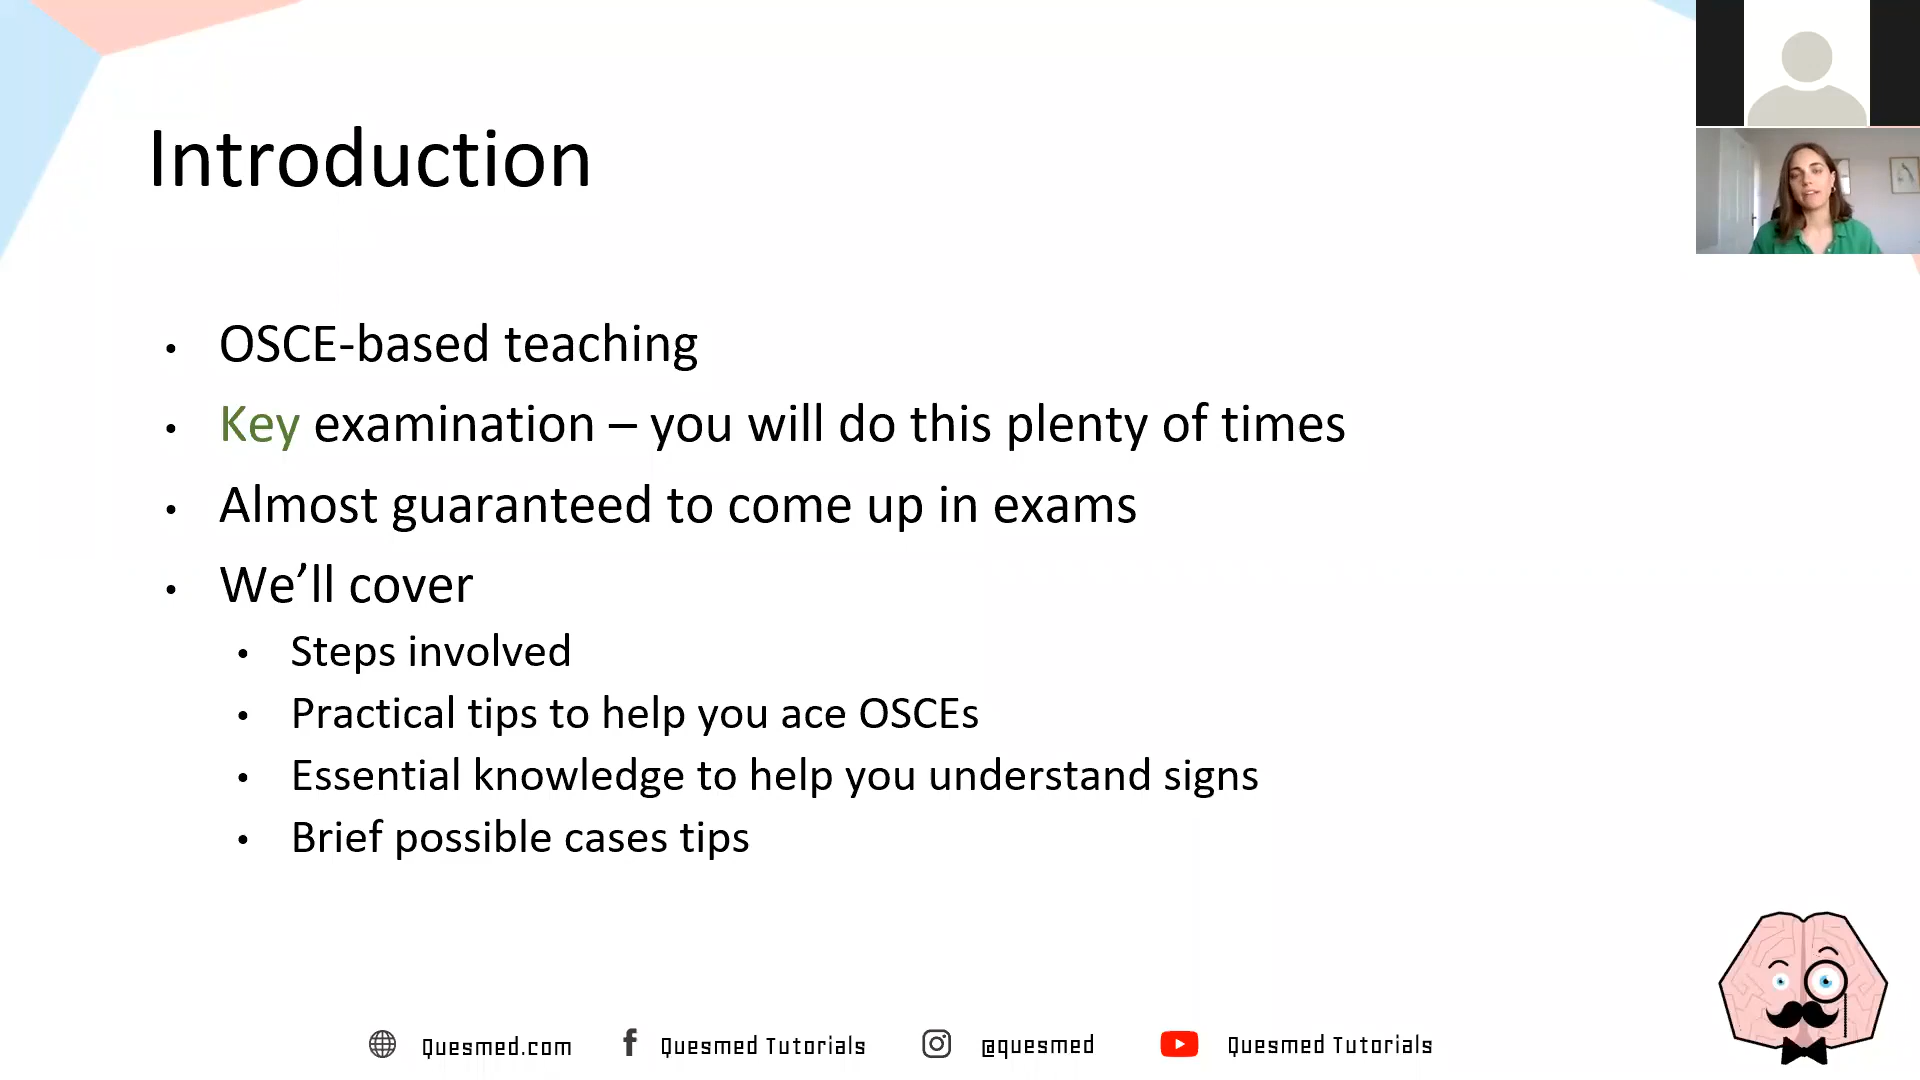 Introduction
• OSCE-based teaching
• Key examination – you will do this plenty of times
• Almost guaranteed to come up in exams
• We’ll cover
• Steps involved
• Practical tips to help you ace OSCEs
• Essential knowledge to help you understand signs
• Brief possible cases tips
Quesmed.com Quesmed Tutorials @quesmed Quesmed Tutorials